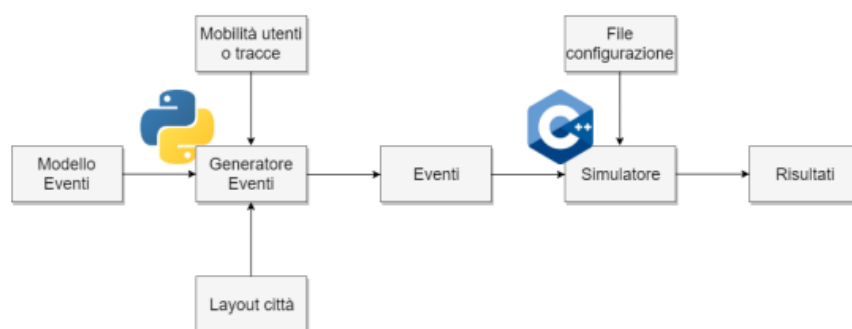 Mobilità utenti
o tracce
File
configurazione
C++
Modello
Eventi
Generatore
Eventi
Eventi
Simulatore
Risultati
Layout città